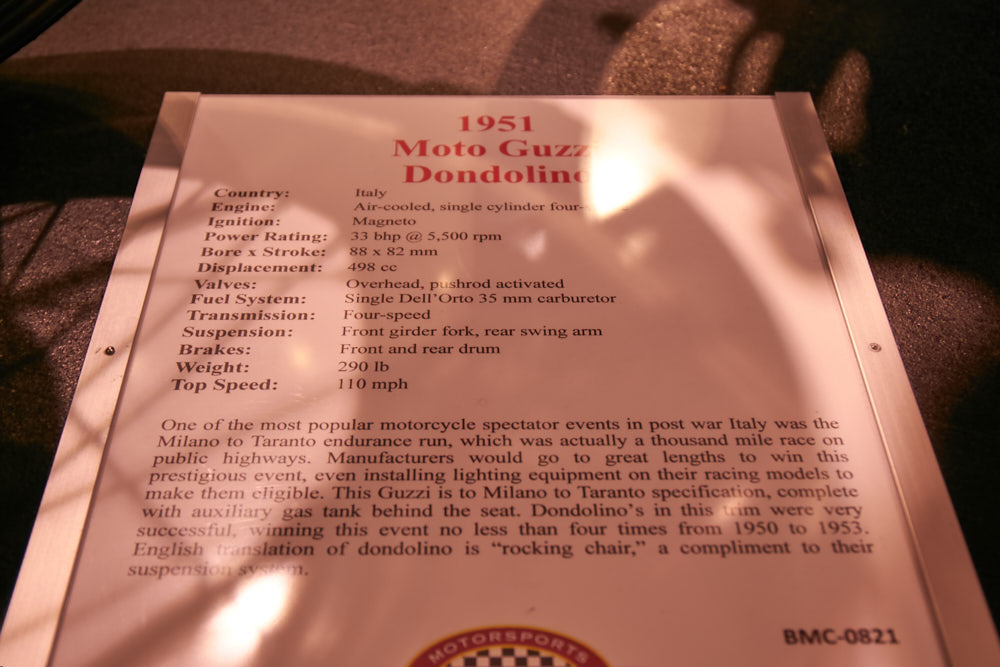 1951
Moto Guzz
Dondolino
Country: Italy
Engine: Air-cooled, single cylinder four-
Ignition: Magneto
Power Rating: 33 bhp @ 5,500 rpm
Bore x Stroke: 88 x 82 mm
Displacement: 498 cc
Valves: Overhead, pushrod activated
Fuel System: Single Dell'Orto 35 mm carburetor
Transmission: Four-speed
Suspension: Front girder fork, rear swing arm
Brakes: Front and rear drum
Weight: 290 lb
Top Speed: 110 mph
One of the most popular motorcycle spectator events in post war Italy was the
Milano to Taranto endurance run, which was actually a thousand mile race on
public highways. Manufacturers would go to great lengths to win this
prestigious event, even installing lighting equipment on their racing models to
make them eligible. This Guzzi is to Milano to Taranto specification, complete
with auxiliary gas tank behind the seat. Dondolino's in this trim were very
successful, winning this event no less than four times from 1950 to 1953.
English translation of dondolino is "rocking chair," a compliment to their
suspension system.
BMC-0821
MOTORSPORTS